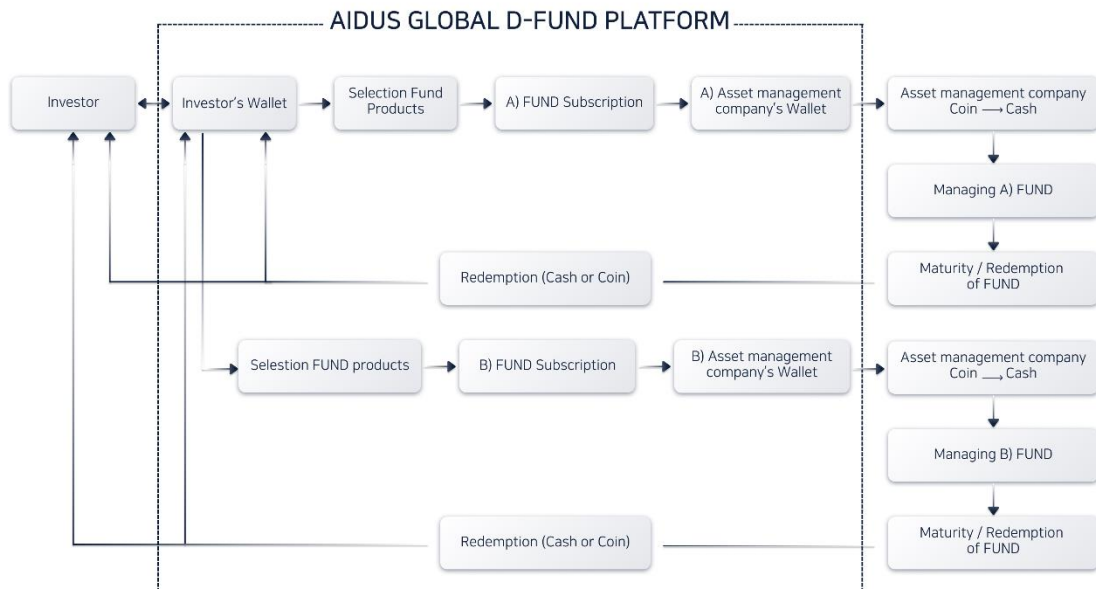 AIDUS GLOBAL D-FUND PLATFORM
Investor
Investor's Wallet
Selection Fund
Products
A) FUND Subscription
A) Asset management
company's Wallet
Asset management company
Coin → Cash
Managing A) FUND
Maturity / Redemption
of FUND
Redemption (Cash or Coin)
Selection FUND products
B) FUND Subscription
B) Asset management
company's Wallet
Asset management company
Coin → Cash
Managing B) FUND
Maturity / Redemption
of FUND
Redemption (Cash or Coin)